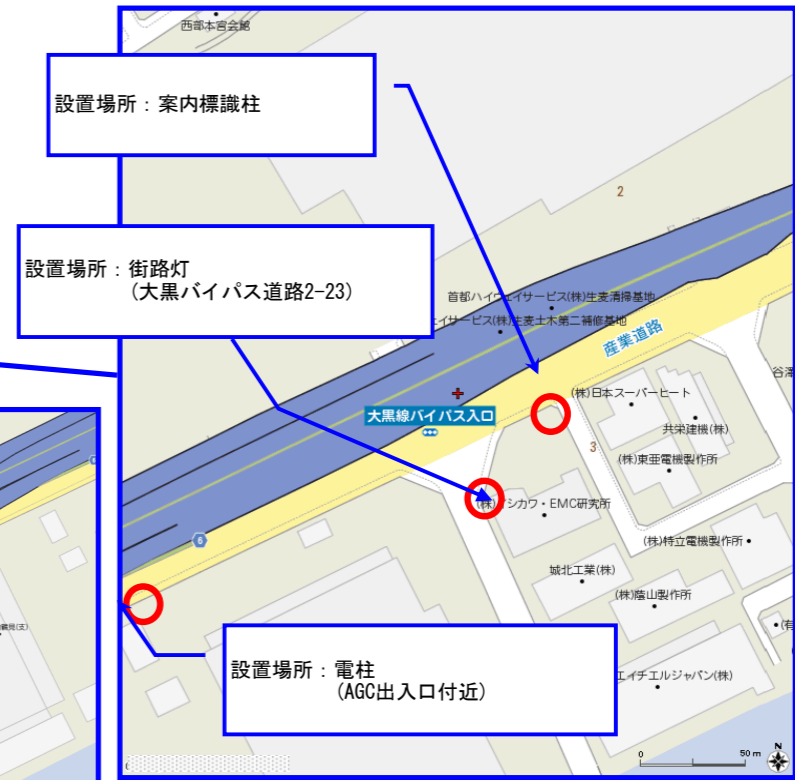 西部本宮会館
設置場所：案内標識柱
2
設置場所：街路灯
(大黒バイパス道路2-23)
首都ハイウェイサービス(株)生麦清掃基地
ェイサービス(株)生麦土木第二補修基地
産業道路
谷澤
(株)日本スーパーヒート
大黒線バイパス入口
共栄建機(株)
3
(株)東亜電機製作所
(株)イシカワ・EMC研究所
6
(株)特立電機製作所
城北工業(株)
(株)蔭山製作所
(有
設置場所：電柱
(AGC出入口付近)
エイチエルジャパン(株)
0
50 m
N